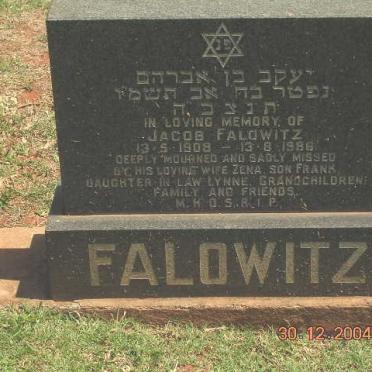 פנ
יעקב בן אברהם
נפטר בח אב תשמ״ו
ת נ צ ב ה
IN LOVING MEMORY OF
JACOB FALOWITZ
13·5·1908 - 13·8·1986
DEEPLY MOURNED AND SADLY MISSED
BY HIS LOVING WIFE ZENA, SON FRANK
DAUGHTER-IN-LAW LYNNE, GRANDCHILDREN
FAMILY AND FRIENDS
M.H.D.S.R.I.P.
FALOWITZ
30.12.2004